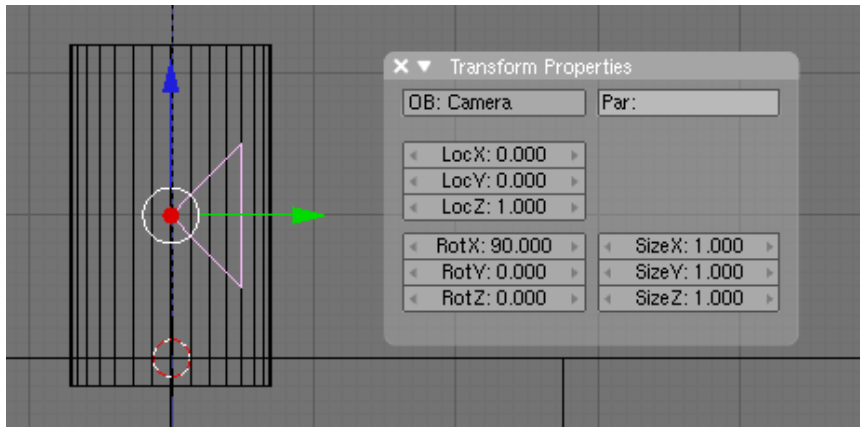 Transform Properties
OB: Camera Par:
LocX: 0.000
LocY: 0.000
LocZ: 1.000
RotX: 90.000 SizeX: 1.000
RotY: 0.000 SizeY: 1.000
RotZ: 0.000 SizeZ: 1.000